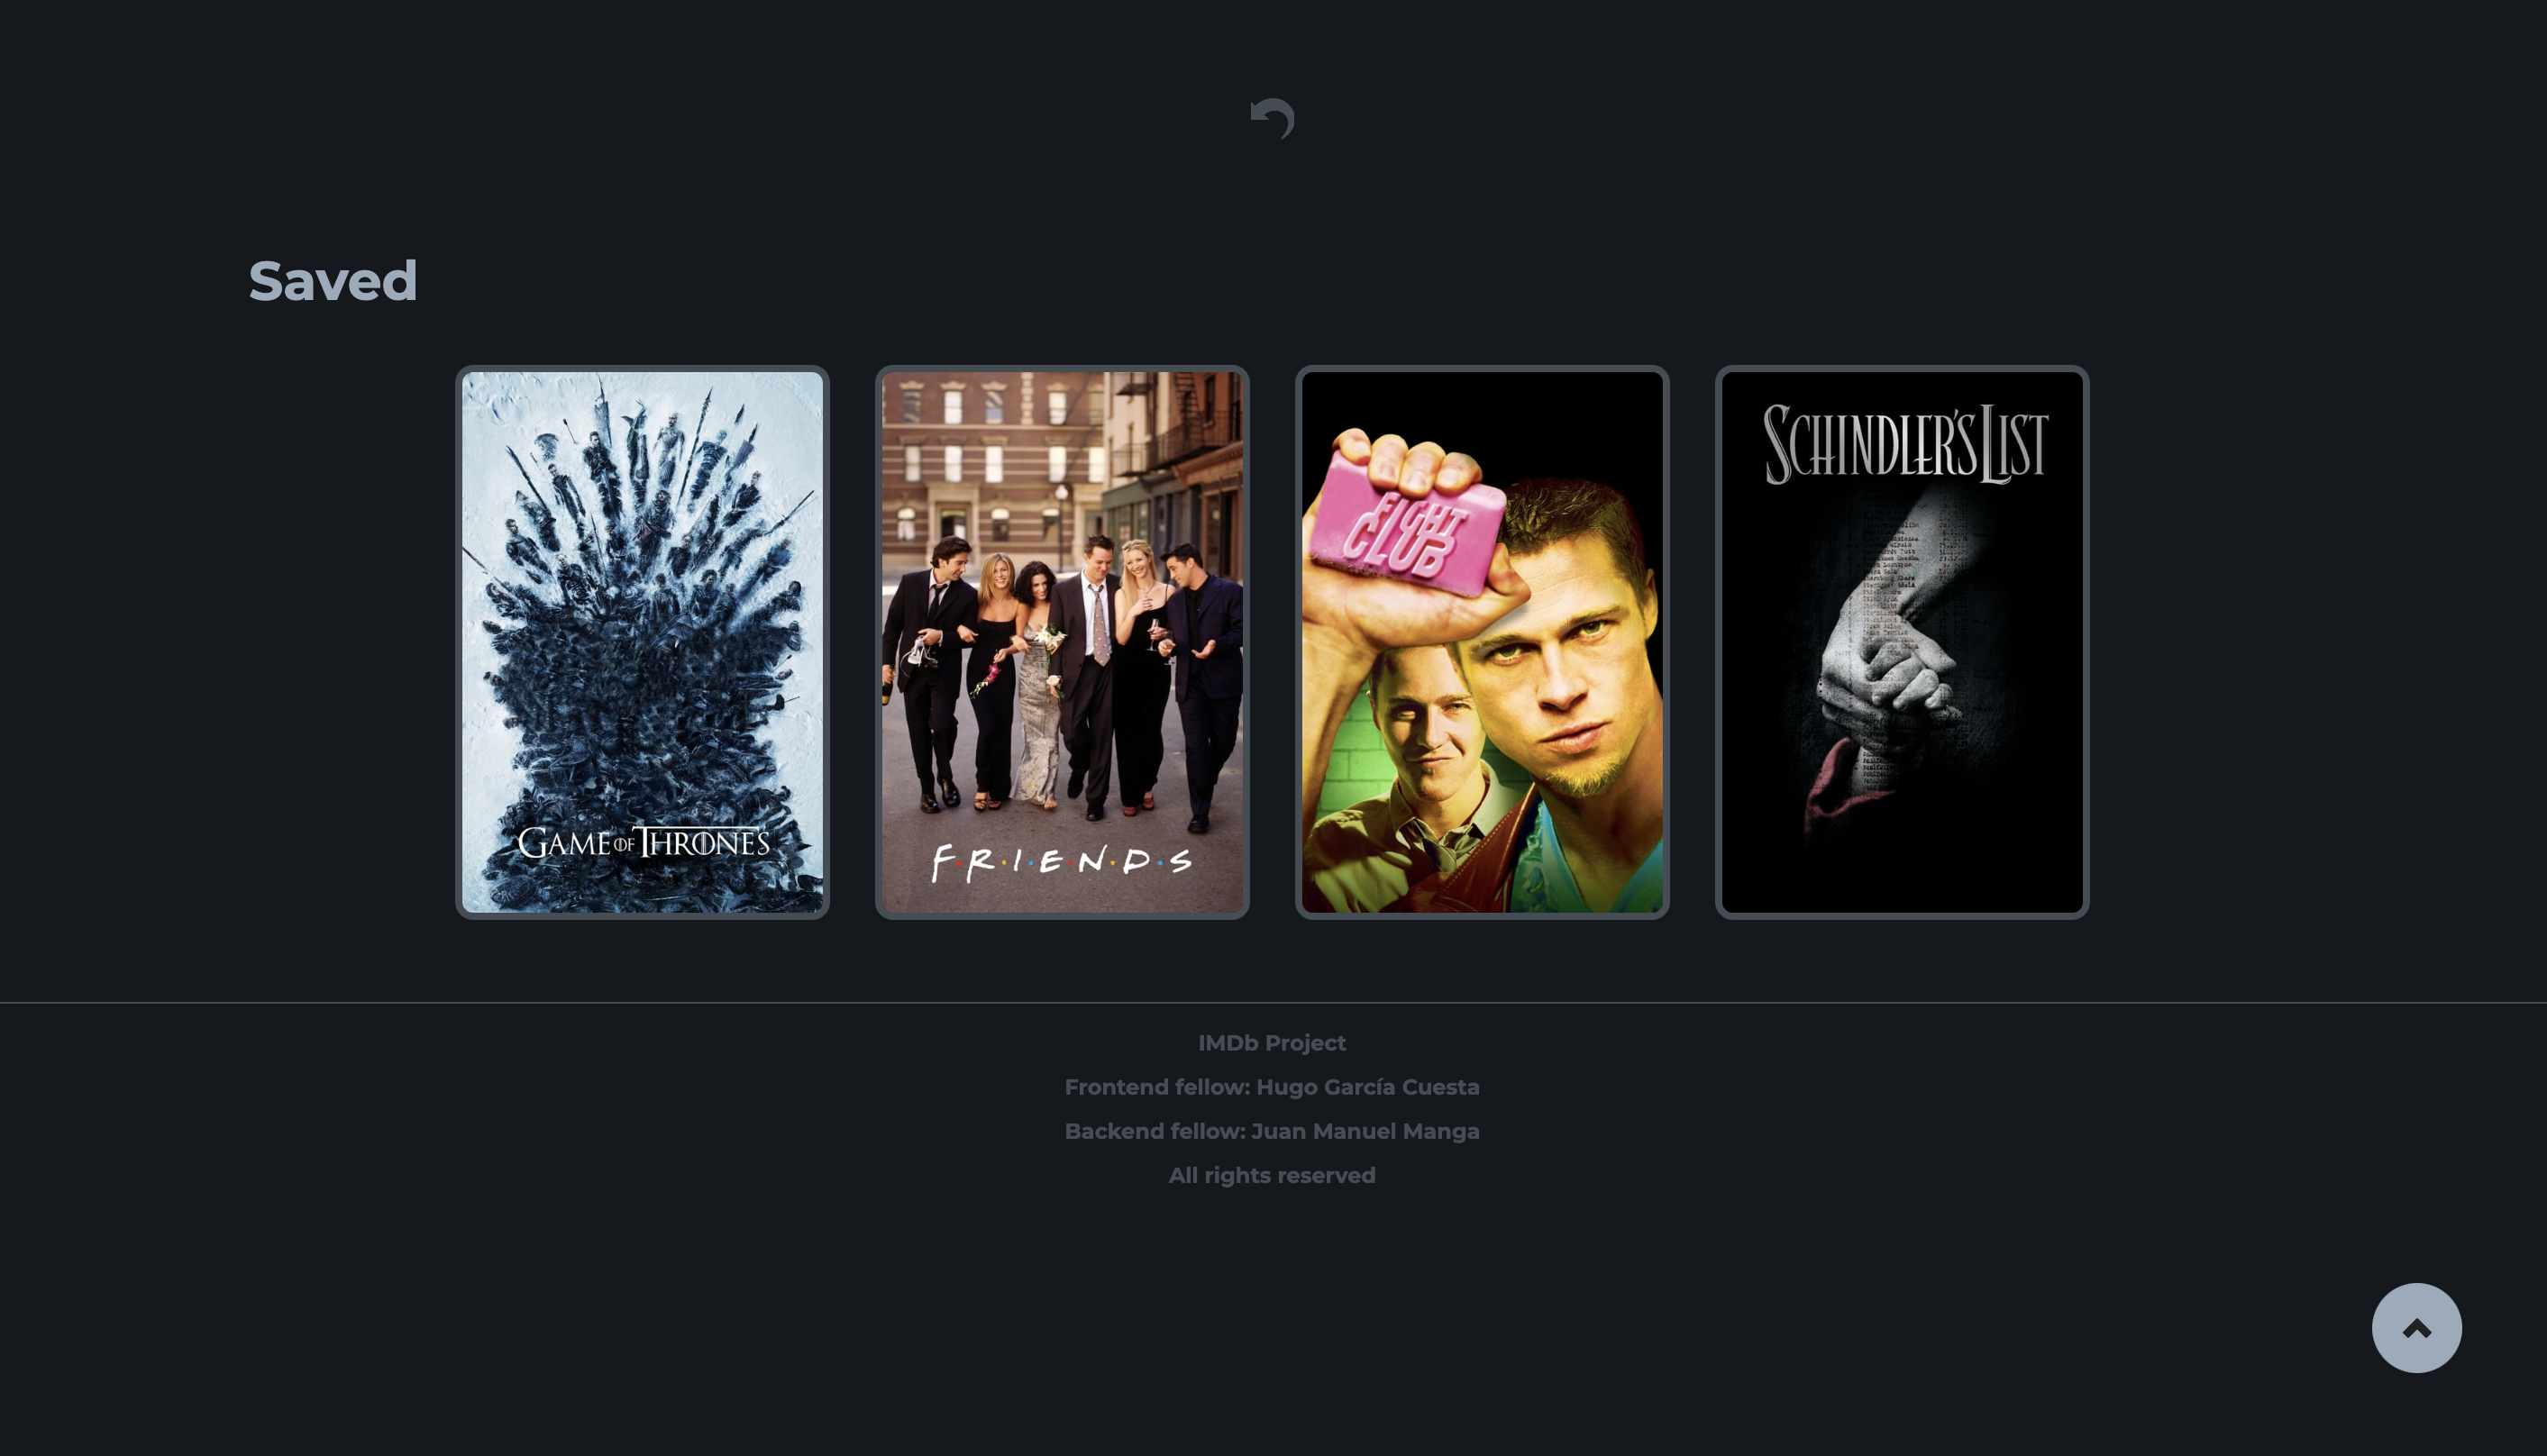 Saved
GAME OF THRONES
F·R·I·E·N·D·S
FIGHT
CLUB
SCHINDLER'S LIST
IMDb Project
Frontend fellow: Hugo García Cuesta
Backend fellow: Juan Manuel Manga
All rights reserved